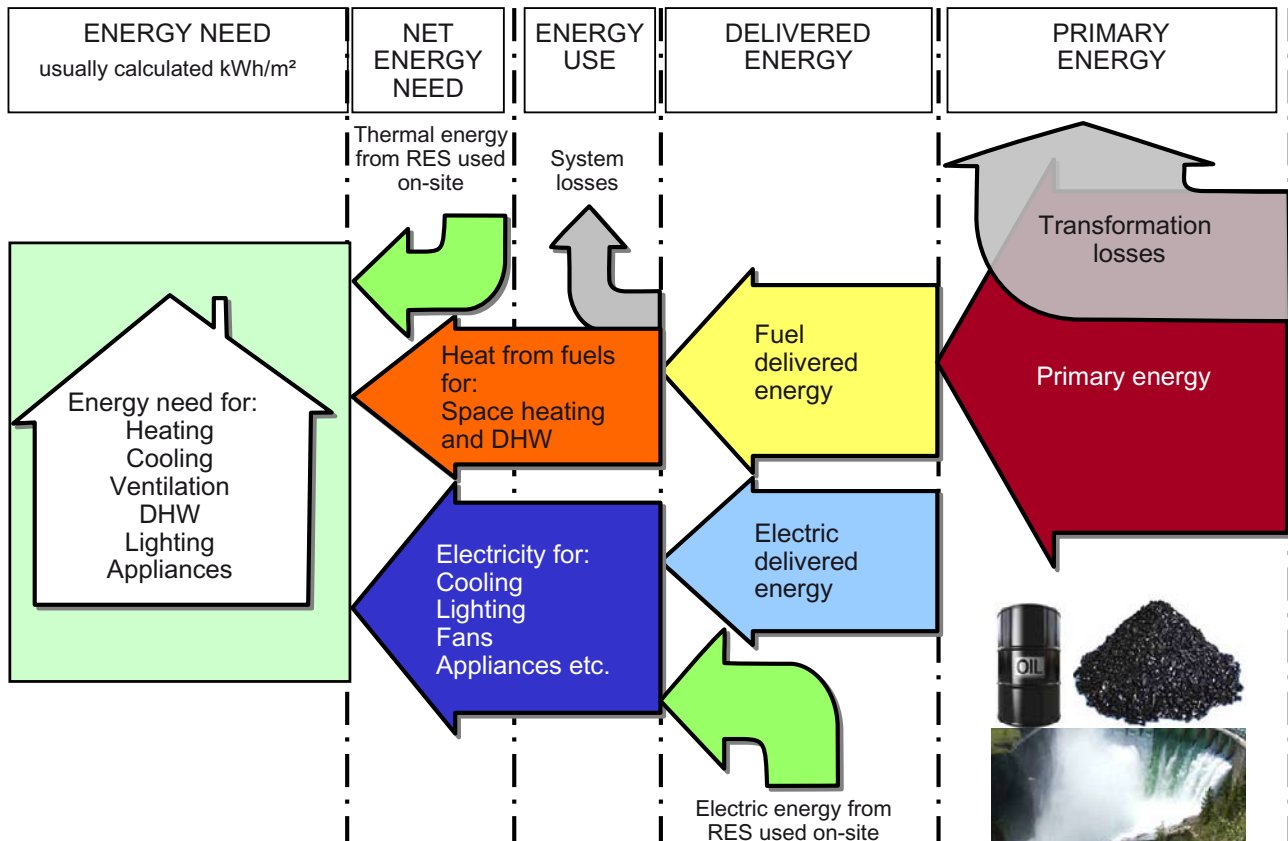 ENERGY NEED
usually calculated kWh/m²
NET
ENERGY
NEED
ENERGY
USE
DELIVERED
ENERGY
PRIMARY
ENERGY
Thermal energy
from RES used
on-site
System
losses
Transformation
losses
Fuel
delivered
energy
Primary energy
Heat from fuels
for:
Space heating
and DHW
Energy need for:
Heating
Cooling
Ventilation
DHW
Lighting
Appliances
Electricity for:
Cooling
Lighting
Fans
Appliances etc.
Electric
delivered
energy
OIL
Electric energy from
RES used on-site